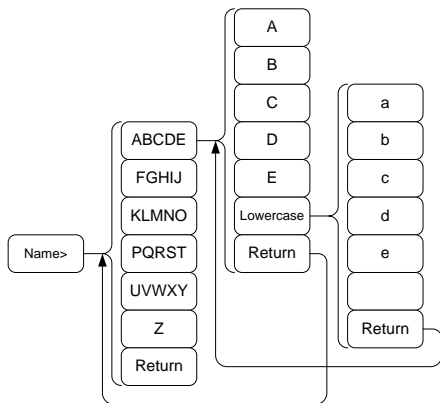 Name>
ABCDE
FGHIJ
KLMNO
PQRST
UVWXY
Z
Return
A
B
C
D
E
Lowercase
Return
a
b
c
d
e
Return